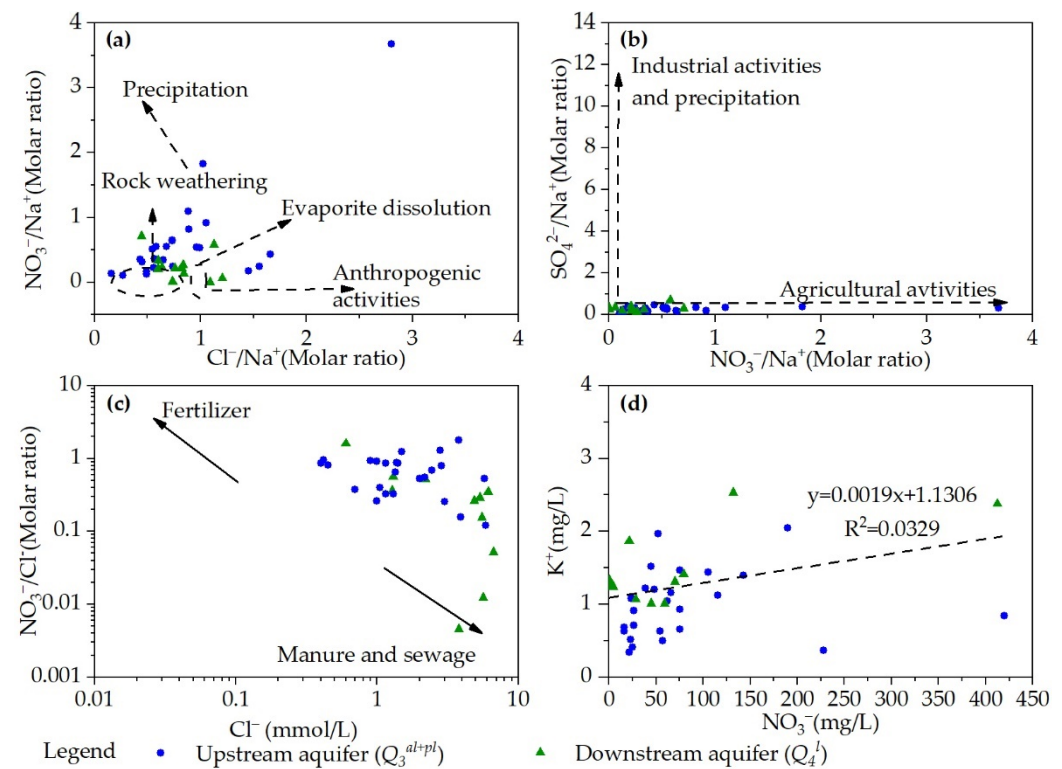 (a)
4
3
2
1
0
NO₃⁻/Na⁺(Molar ratio)
Precipitation
Rock weathering
Evaporite dissolution
Anthropogenic
activities
0
1
2
3
4
Cl⁻/Na⁺(Molar ratio)
(b)
14
12
10
8
6
4
2
0
SO₄²⁻/Na⁺(Molar ratio)
Industrial activities
and precipitation
Agricultural avtivities
0
1
2
3
4
NO₃⁻/Na⁺(Molar ratio)
(c)
10
1
0.1
0.01
0.001
NO₃⁻/Cl⁻(Molar ratio)
Fertilizer
Manure and sewage
0.01
0.1
1
10
Cl⁻ (mmol/L)
(d)
4
3
2
1
0
K⁺(mg/L)
y=0.0019x+1.1306
R²=0.0329
0
50
100
150
200
250
300
350
400
450
NO₃⁻(mg/L)
Legend
Upstream aquifer (Q₃ᵃˡ⁺ᵖˡ)
Downstream aquifer (Q₄ˡ)